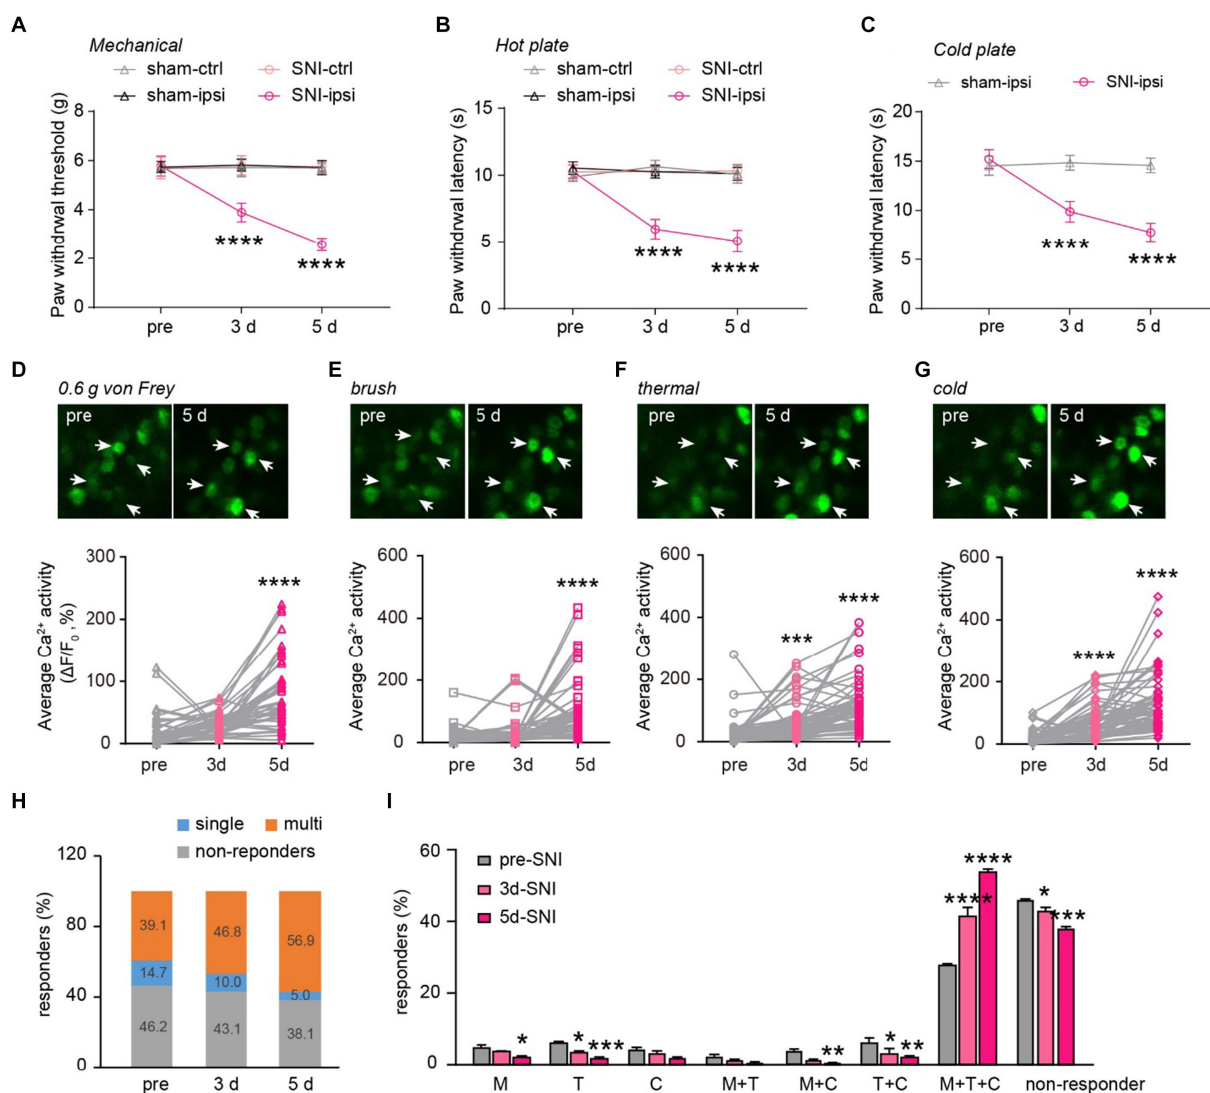 A
Mechanical
sham-ctrl SNI-ctrl
sham-ipsi SNI-ipsi
Paw withdrwal threshold (g)
8
6
4
2
0
****
****
pre 3 d 5 d
B
Hot plate
sham-ctrl SNI-ctrl
sham-ipsi SNI-ipsi
Paw withdrwal latency (s)
15
10
5
0
****
****
pre 3 d 5 d
C
Cold plate
sham-ipsi SNI-ipsi
Paw withdrwal latency (s)
20
15
10
5
0
****
****
pre 3 d 5 d
D
0.6 g von Frey
pre 5 d
Average Ca²⁺ activity
(ΔF/F₀, %)
300
200
100
0
****
pre 3d 5d
E
brush
pre 5 d
Average Ca²⁺ activity
600
400
200
0
****
pre 3d 5d
F
thermal
pre 5 d
Average Ca²⁺ activity
600
400
200
0
***
****
pre 3d 5d
G
cold
pre 5 d
Average Ca²⁺ activity
600
400
200
0
****
****
pre 3d 5d
H
single multi
non-reponders
responders (%)
120
80
40
0
39.1 46.8 56.9
14.7 10.0 5.0
46.2 43.1 38.1
pre 3 d 5 d
I
pre-SNI
3d-SNI
5d-SNI
responders (%)
60
40
20
0
* * *** ** * ** **** **** * ***
M T C M+T M+C T+C M+T+C non-responder